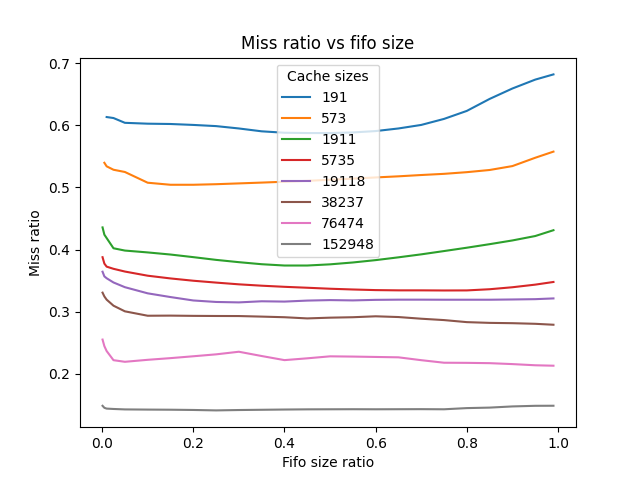 Miss ratio vs fifo size
Cache sizes
191
573
1911
5735
19118
38237
76474
152948
0.7
0.6
0.5
0.4
0.3
0.2
Miss ratio
0.0 0.2 0.4 0.6 0.8 1.0
Fifo size ratio